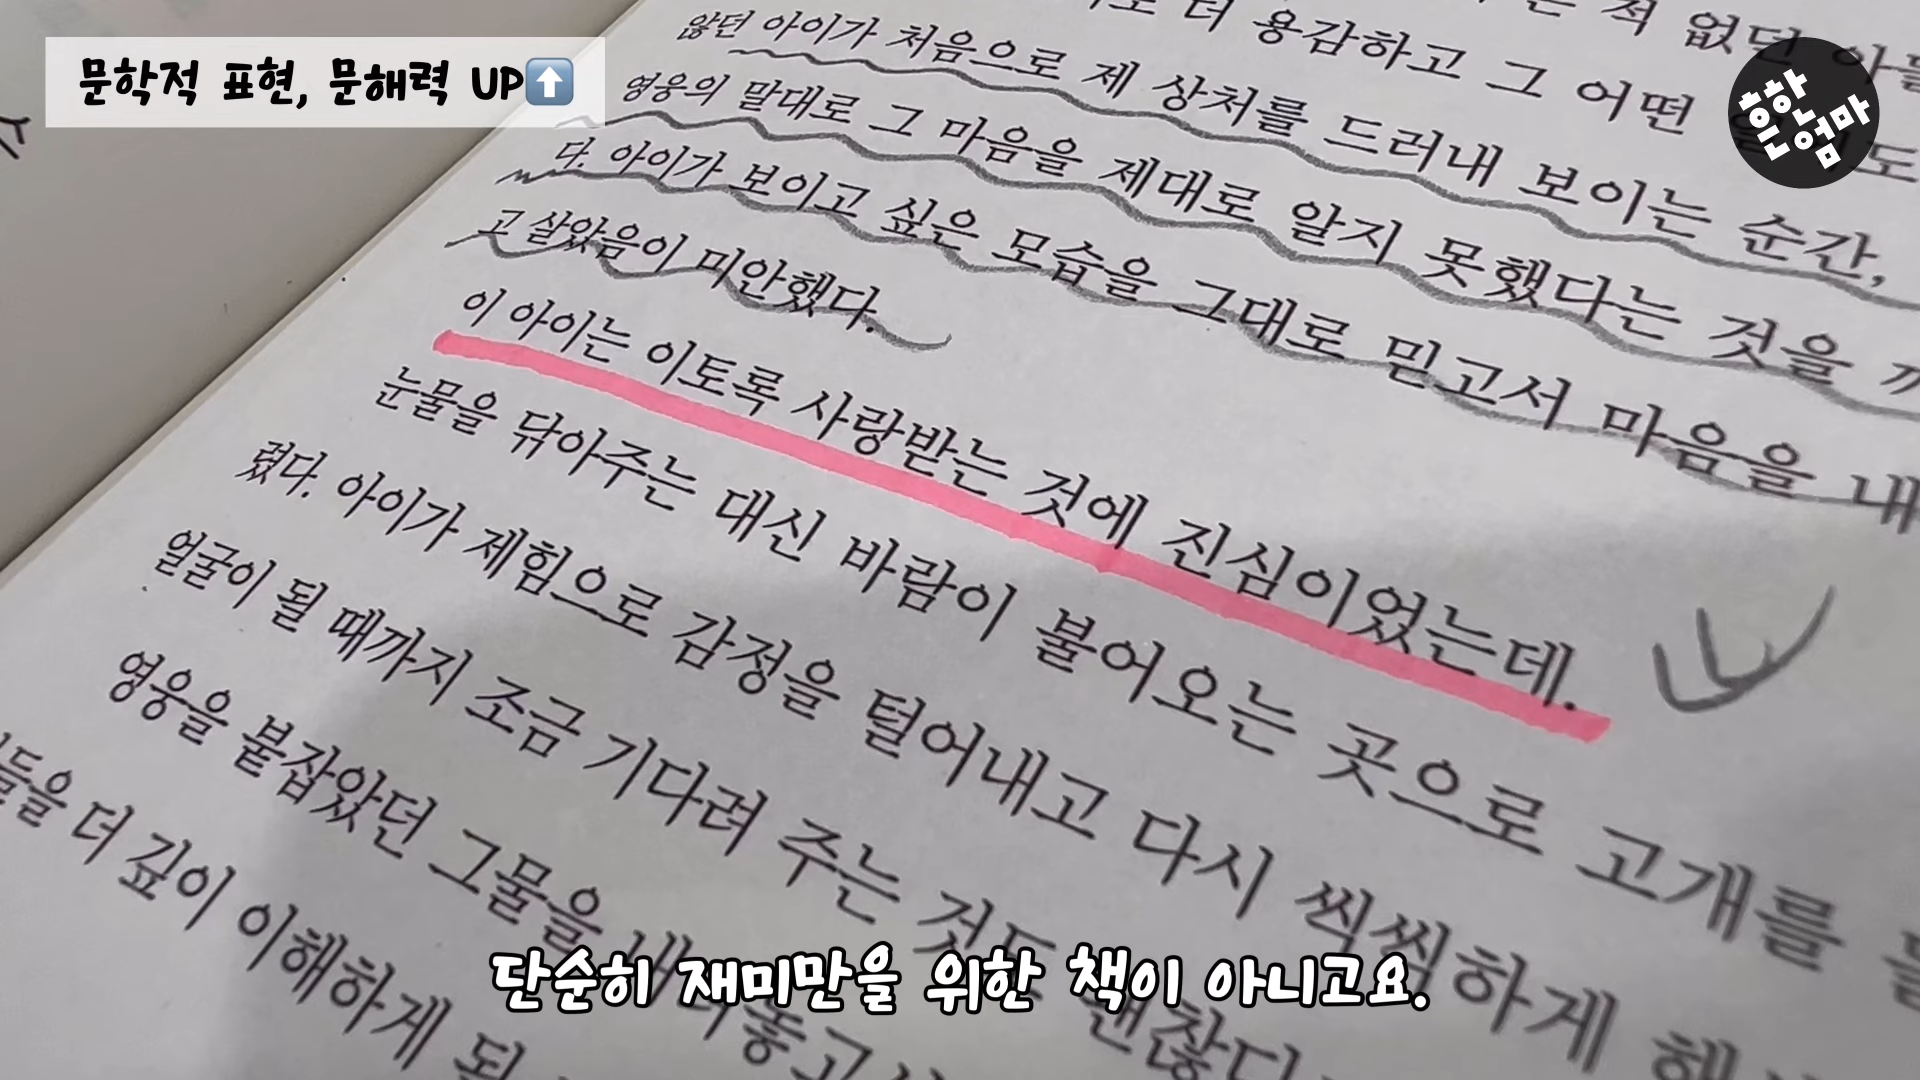 문학적 표현, 문해력 UP⬆
흔한엄마
적 없던 아들
더 용감하고 그 어떤
않던 아이가 처음으로 제 상처를 드러내 보이는 순간,
영웅의 말대로 그 마음을 제대로 알지 못했다는 것을
다. 아이가 보이고 싶은 모습을 그대로 믿고서 마음을
고 살았음이 미안했다.
이 아이는 이토록 사랑받는 것에 진심이었는데.
눈물을 닦아주는 대신 바람이 불어오는 곳으로 고개를
렸다. 아이가 제힘으로 감정을 털어내고 다시 씩씩하게
얼굴이 될 때까지 조금 기다려 주는 것도 괜찮다
영웅을 붙잡았던 그물을
더 깊이 이해하게
단순히 재미만을 위한 책이 아니고요.